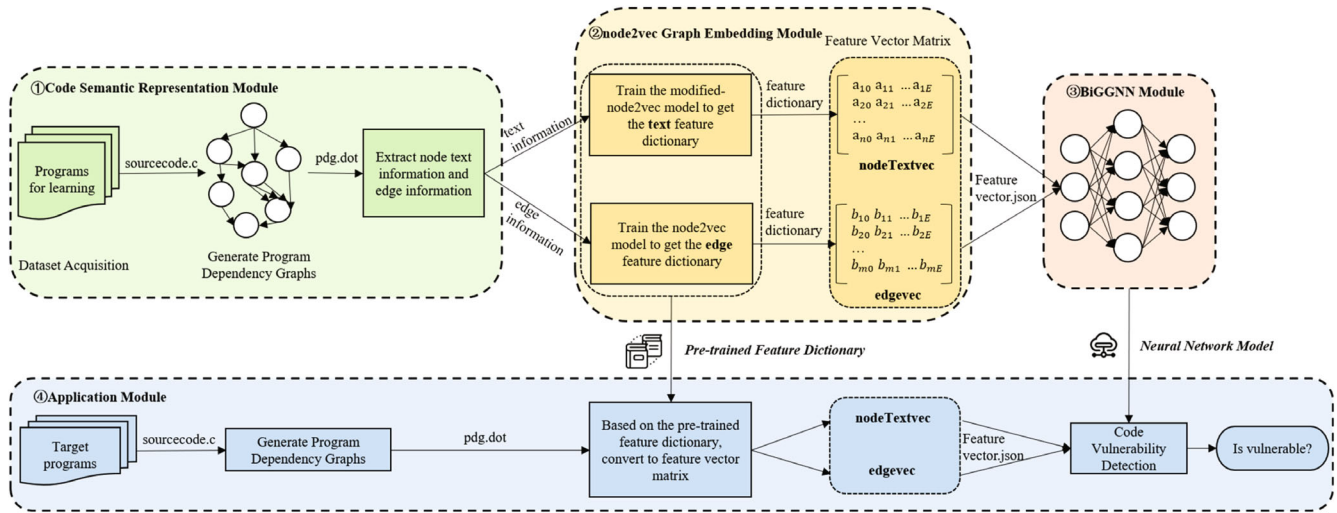 ①Code Semantic Representation Module
Programs
for learning
sourcecode.c
pdg.dot
Extract node text
information and
edge information
Dataset Acquisition
Generate Program
Dependency Graphs
text
information
edge
information
②node2vec Graph Embedding Module
Feature Vector Matrix
Train the modified-
node2vec model to get
the text feature
dictionary
feature
dictionary
a10 a11 ...a1E
a20 a21 ...a2E
...
an0 an1 ...anE
nodeTextvec
Train the node2vec
model to get the edge
feature dictionary
feature
dictionary
b10 b11 ...b1E
b20 b21 ...b2E
...
bm0 bm1 ...bmE
edgevec
Feature
vector.json
③BiGGNN Module
Pre-trained Feature Dictionary
Neural Network Model
④Application Module
Target
programs
sourcecode.c
Generate Program
Dependency Graphs
pdg.dot
Based on the pre-trained
feature dictionary,
convert to feature vector
matrix
nodeTextvec
edgevec
Feature
vector.json
Code
Vulnerability
Detection
Is vulnerable?